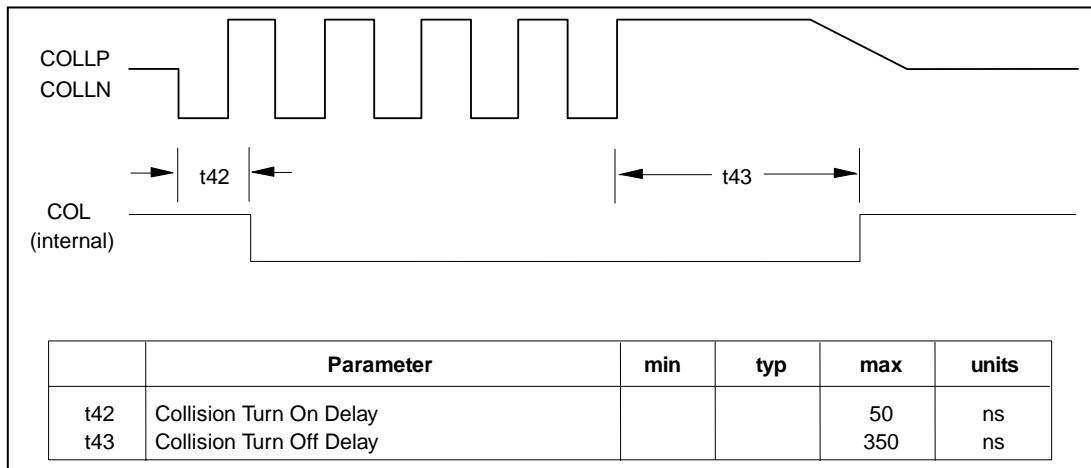 COLLP
COLLN
t42
t43
COL
(internal)
Parameter min typ max units
t42 Collision Turn On Delay 50 ns
t43 Collision Turn Off Delay 350 ns